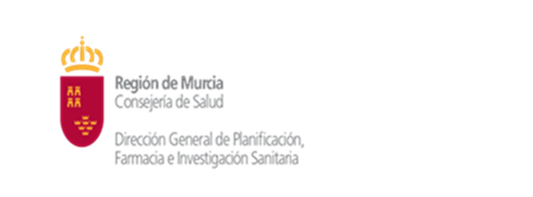 Región de Murcia
Consejería de Salud
Dirección General de Planificación,
Farmacia e Investigación Sanitaria